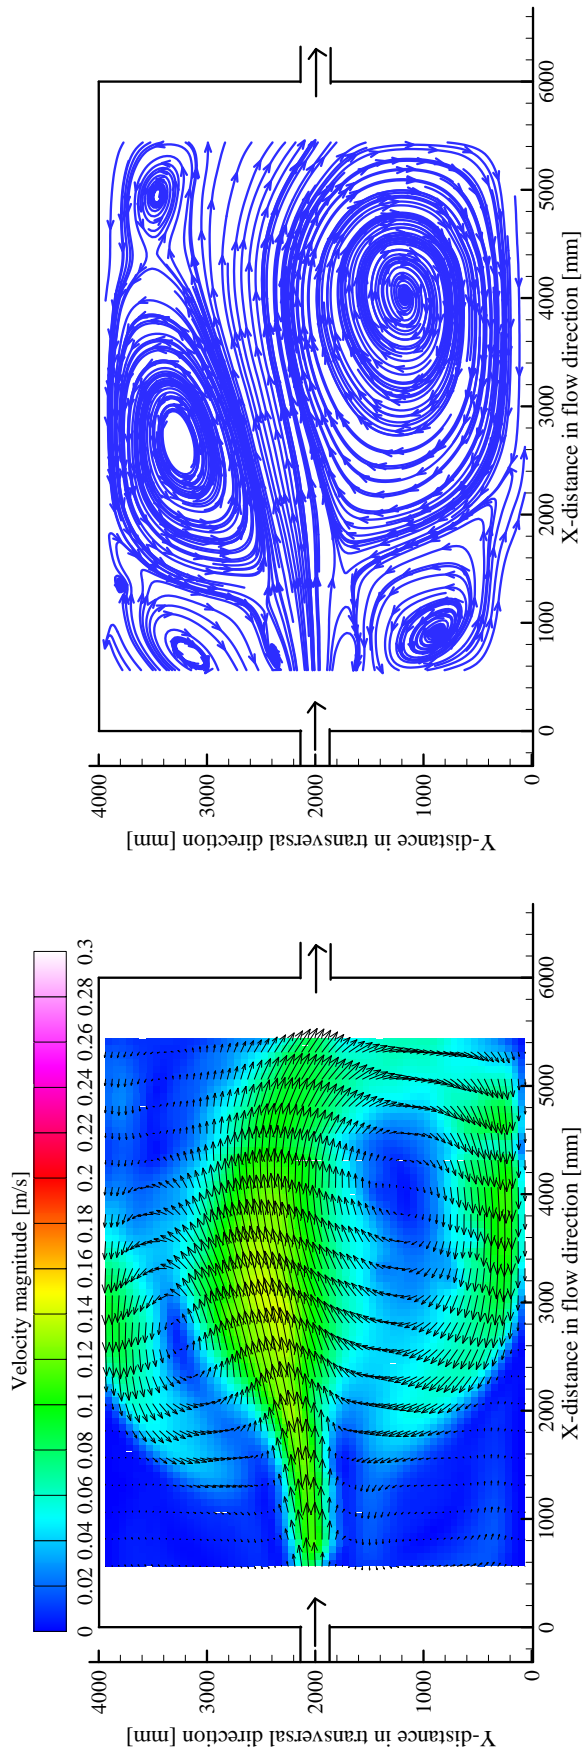 Velocity magnitude [m/s]
0 0.02 0.04 0.06 0.08 0.1 0.12 0.14 0.16 0.18 0.2 0.22 0.24 0.26 0.28 0.3
Y-distance in transversal direction [mm]
4000
3000
2000
1000
0
0 1000 2000 3000 4000 5000 6000
X-distance in flow direction [mm]
Y-distance in transversal direction [mm]
4000
3000
2000
1000
0
0 1000 2000 3000 4000 5000 6000
X-distance in flow direction [mm]